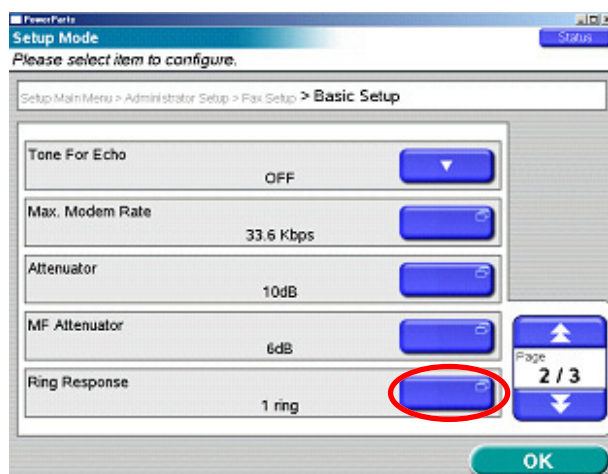 PowerParts
Setup Mode
Status
Please select item to configure.
Setup Main Menu > Administrator Setup > Fax Setup > Basic Setup
Tone For Echo
OFF
Max. Modem Rate
33.6 Kbps
Attenuator
10dB
MF Attenuator
6dB
Ring Response
1 ring
Page
2 / 3
OK